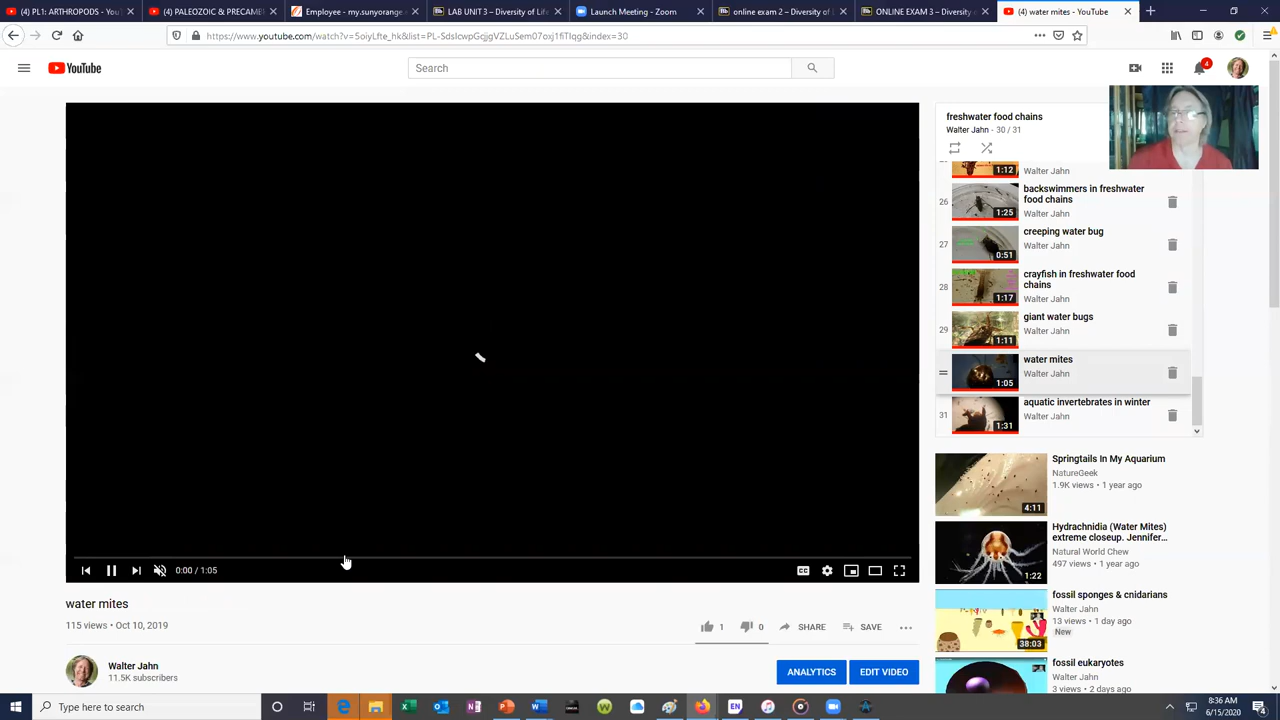 (4) PL1: ARTHROPODS - YouTub
(4) PALEOZOIC & PRECAMB
Employee - my.sunyorange
LAB UNIT 3 – Diversity of Life
Launch Meeting - Zoom
online exam 2 – Diversity of L
ONLINE EXAM 3 – Diversity
(4) water mites - YouTube
https://www.youtube.com/watch?v=5oiyLfte_hk&list=PL-SdsIcwpGqjgVZLuSem07oxj1fiTIqg&index=30
YouTube
Search
4
freshwater food chains
Walter Jahn - 30 / 31
1:12
Walter Jahn
26
1:25
backswimmers in freshwater
food chains
Walter Jahn
27
0:51
creeping water bug
Walter Jahn
28
1:17
crayfish in freshwater food
chains
Walter Jahn
29
1:11
giant water bugs
Walter Jahn
1:05
water mites
Walter Jahn
31
1:31
aquatic invertebrates in winter
Walter Jahn
4:11
Springtails In My Aquarium
NatureGeek
1.9K views • 1 year ago
1:22
Hydrachnidia (Water Mites)
extreme closeup. Jennifer...
Natural World Chew
497 views • 1 year ago
38:03
fossil sponges & cnidarians
Walter Jahn
13 views • 1 day ago
New
fossil eukaryotes
Walter Jahn
3 views • 2 days ago
0:00 / 1:05
water mites
115 views • Oct 10, 2019
1
0
SHARE
SAVE
Walter Jahn
11.5K subscribers
ANALYTICS
EDIT VIDEO
Type here to search
8:36 AM
6/15/2020